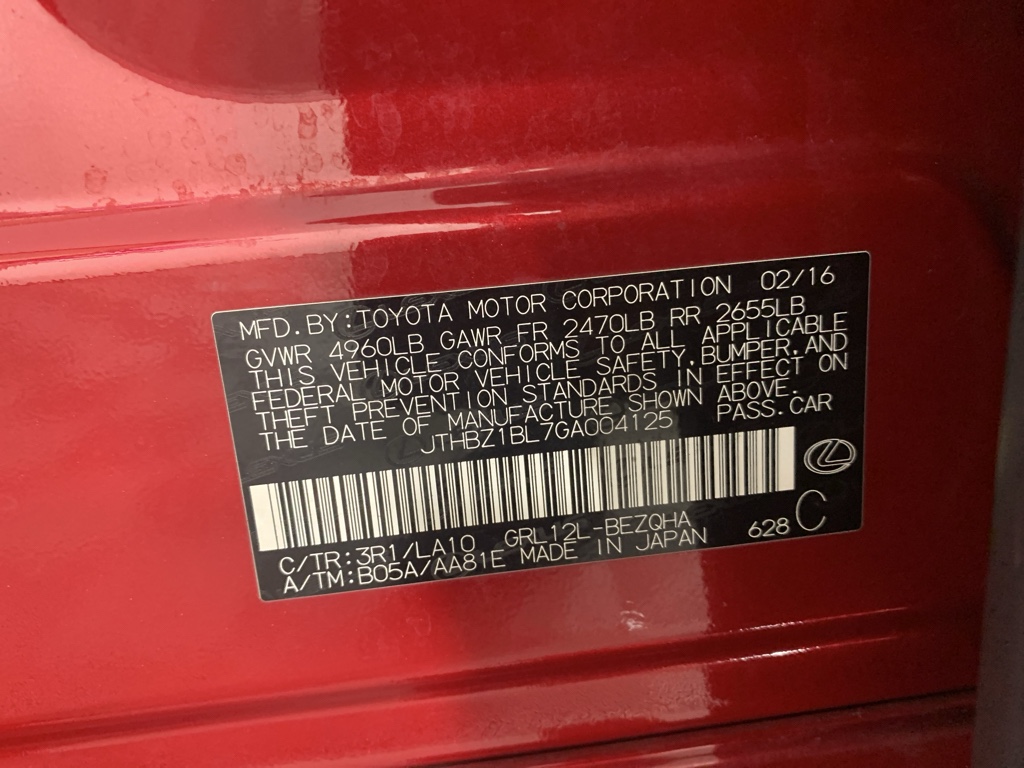 MFD.BY:TOYOTA MOTOR CORPORATION 02/16
GVWR 4960LB GAWR FR 2470LB RR 2655LB
THIS VEHICLE CONFORMS TO ALL APPLICABLE
FEDERAL MOTOR VEHICLE SAFETY,BUMPER,AND
THEFT PREVENTION STANDARDS IN EFFECT ON
THE DATE OF MANUFACTURE SHOWN ABOVE.
JTHBZ1BL7GA004125 PASS.CAR
C/TR:3R1/LA10 GRL12L-BEZQHA 628 C
A/TM:B05A/AA81E MADE IN JAPAN